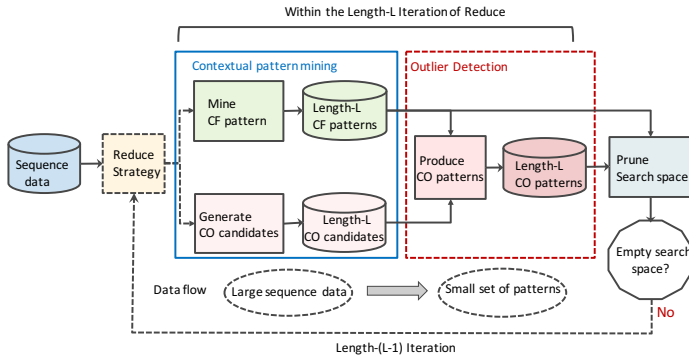 Within the Length-L Iteration of Reduce
Contextual pattern mining
Outlier Detection
Mine
CF pattern
Length-L
CF patterns
Sequence
data
Reduce
Strategy
Produce
CO patterns
Length-L
CO patterns
Prune
Search space
Generate
CO candidates
Length-L
CO candidates
Empty search
space?
Data flow
Large sequence data
Small set of patterns
No
Length-(L-1) Iteration